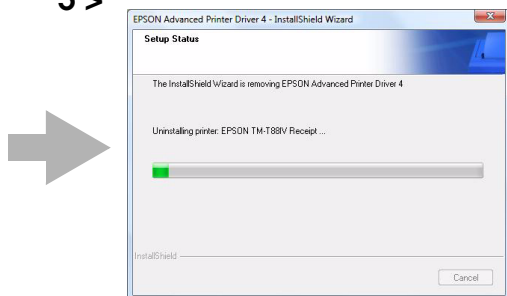 EPSON Advanced Printer Driver 4 - InstallShield Wizard
Setup Status
The InstallShield Wizard is removing EPSON Advanced Printer Driver 4
Uninstalling printer: EPSON TM-T88IV Receipt ...
InstallShield
Cancel